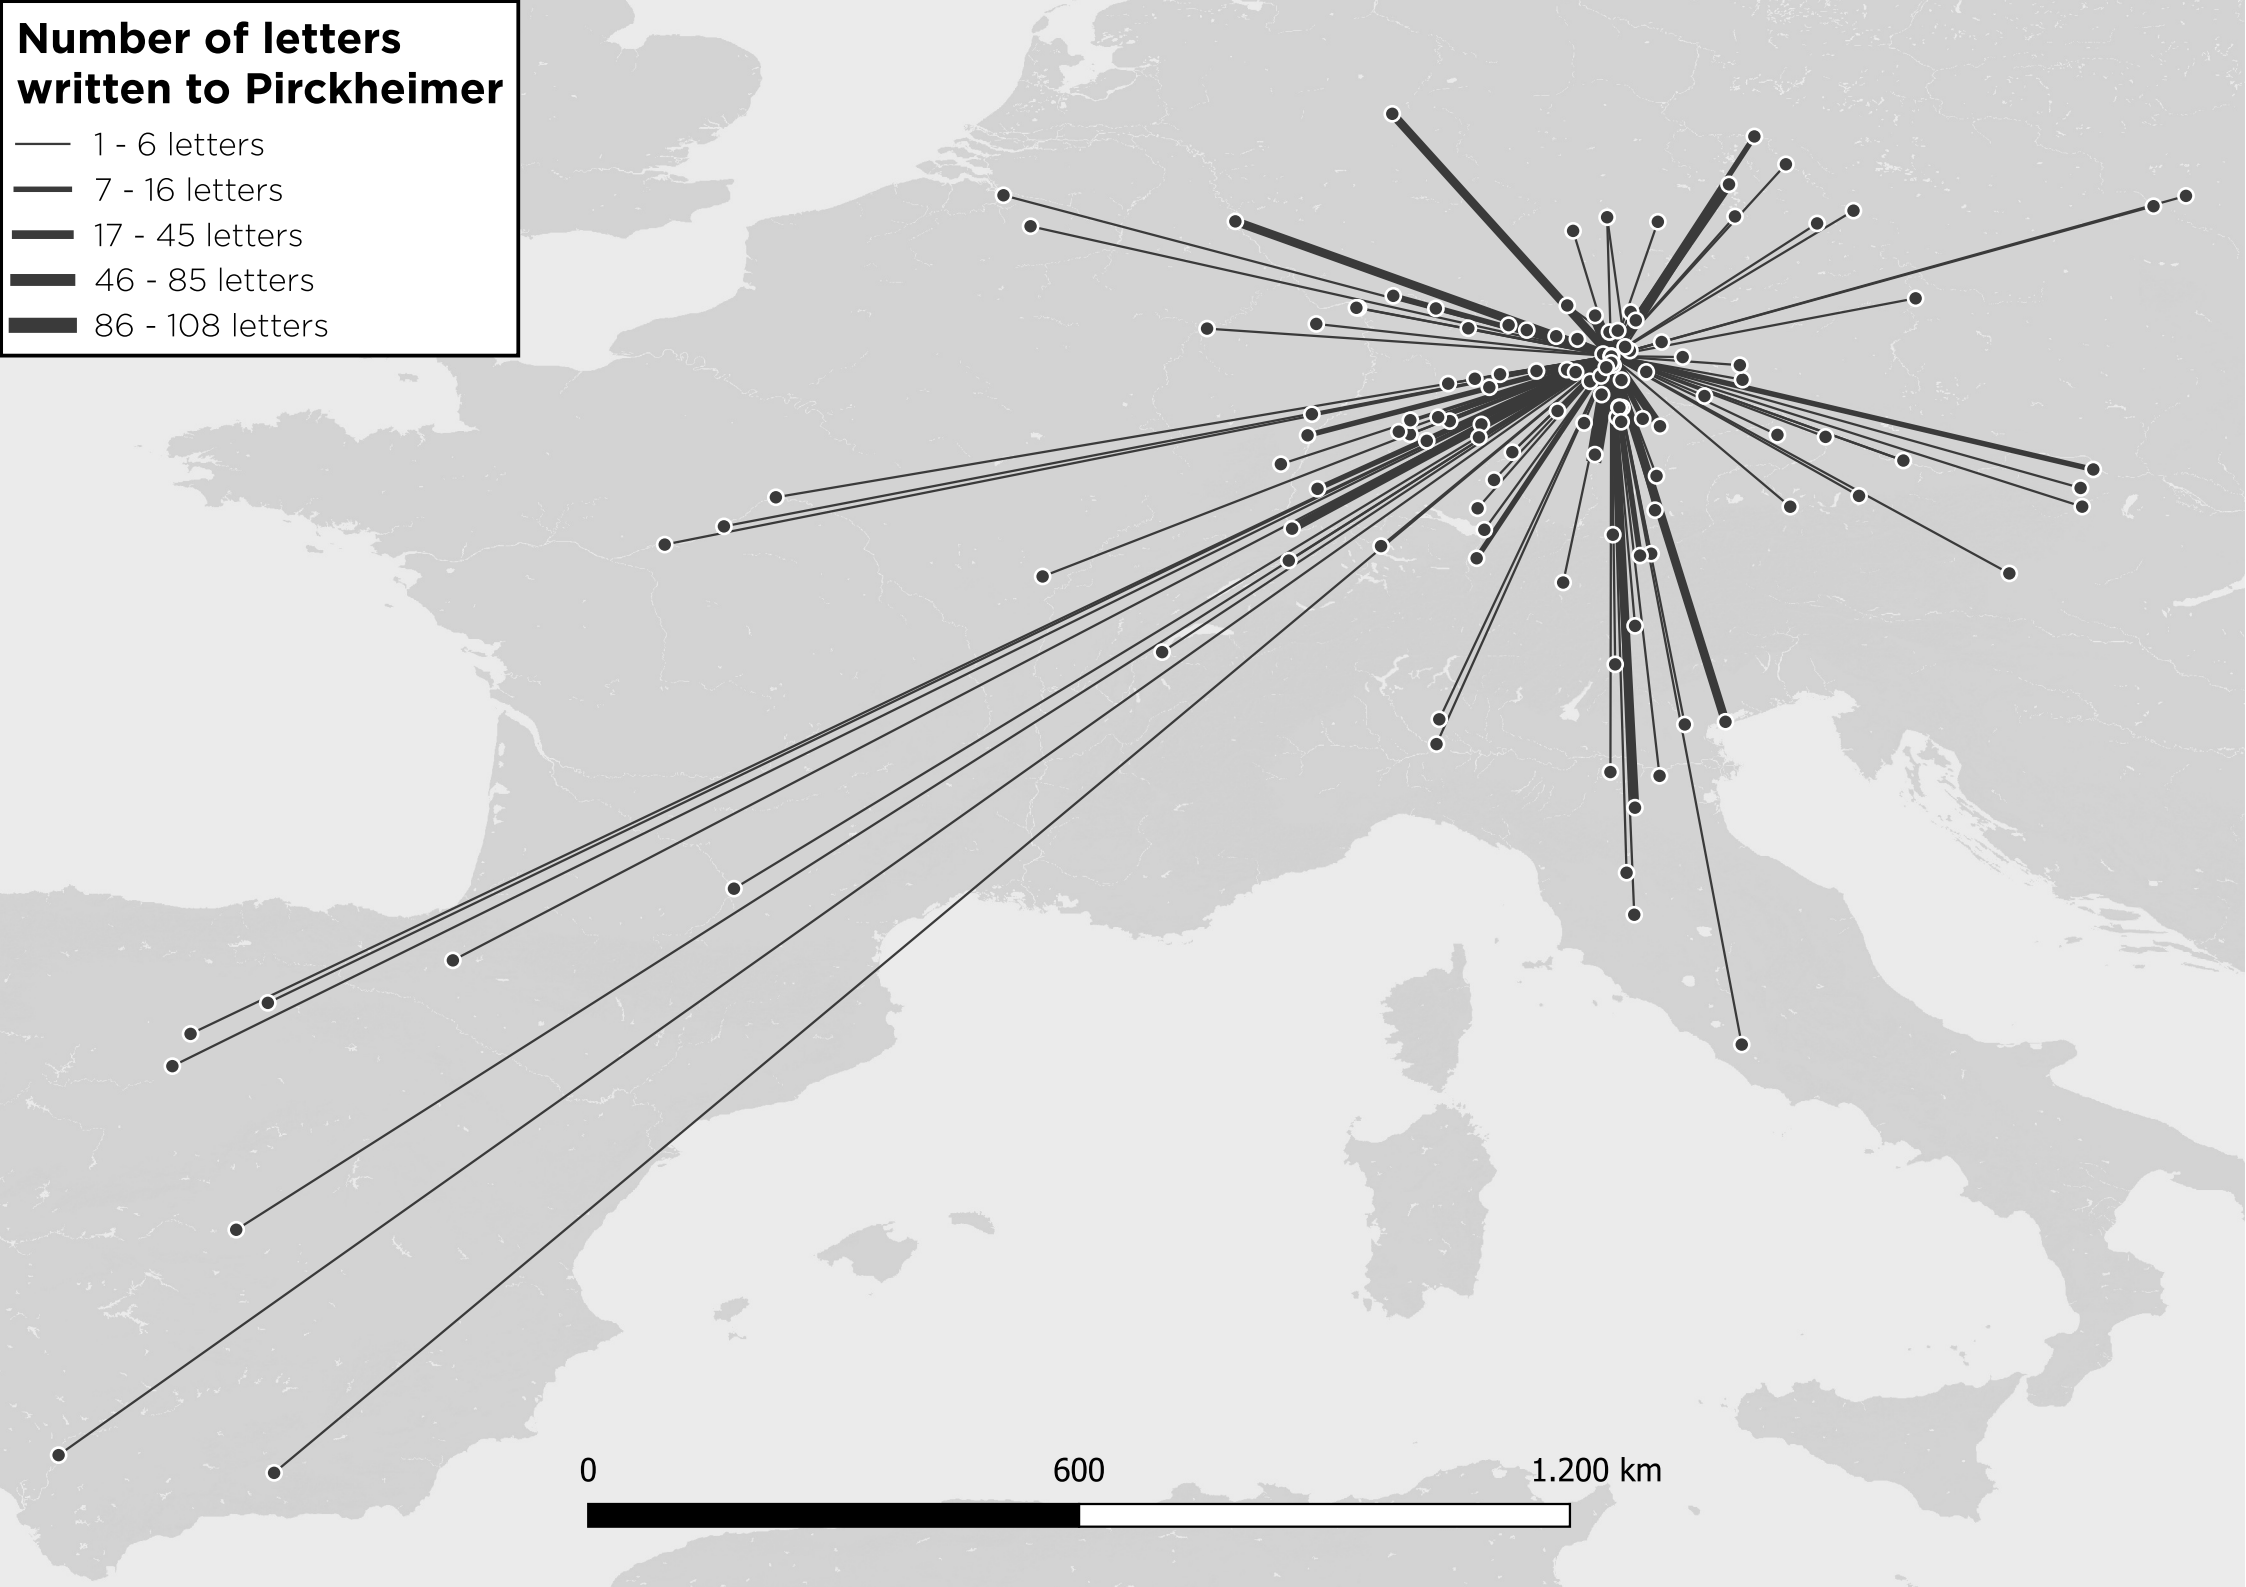 Number of letters
written to Pirckheimer
1 - 6 letters
7 - 16 letters
17 - 45 letters
46 - 85 letters
86 - 108 letters
0 600 1.200 km